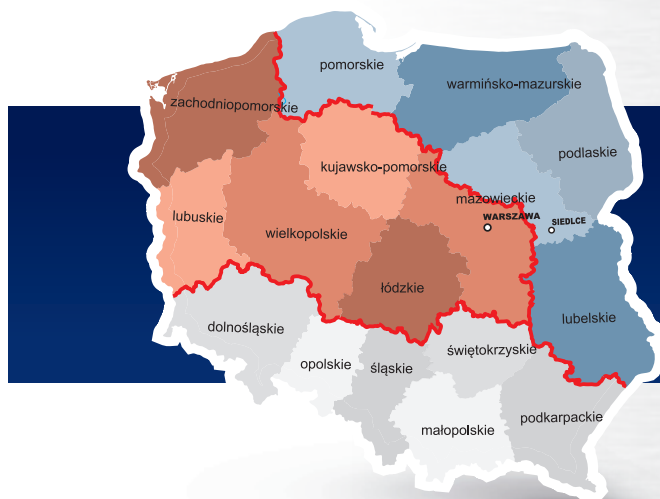 pomorskie
warmińsko-mazurskie
zachodniopomorskie
podlaskie
kujawsko-pomorskie
mazowieckie
lubuskie
WARSZAWA
SIEDLCE
wielkopolskie
łódzkie
lubelskie
dolnośląskie
świętokrzyskie
opolskie
śląskie
podkarpackie
małopolskie